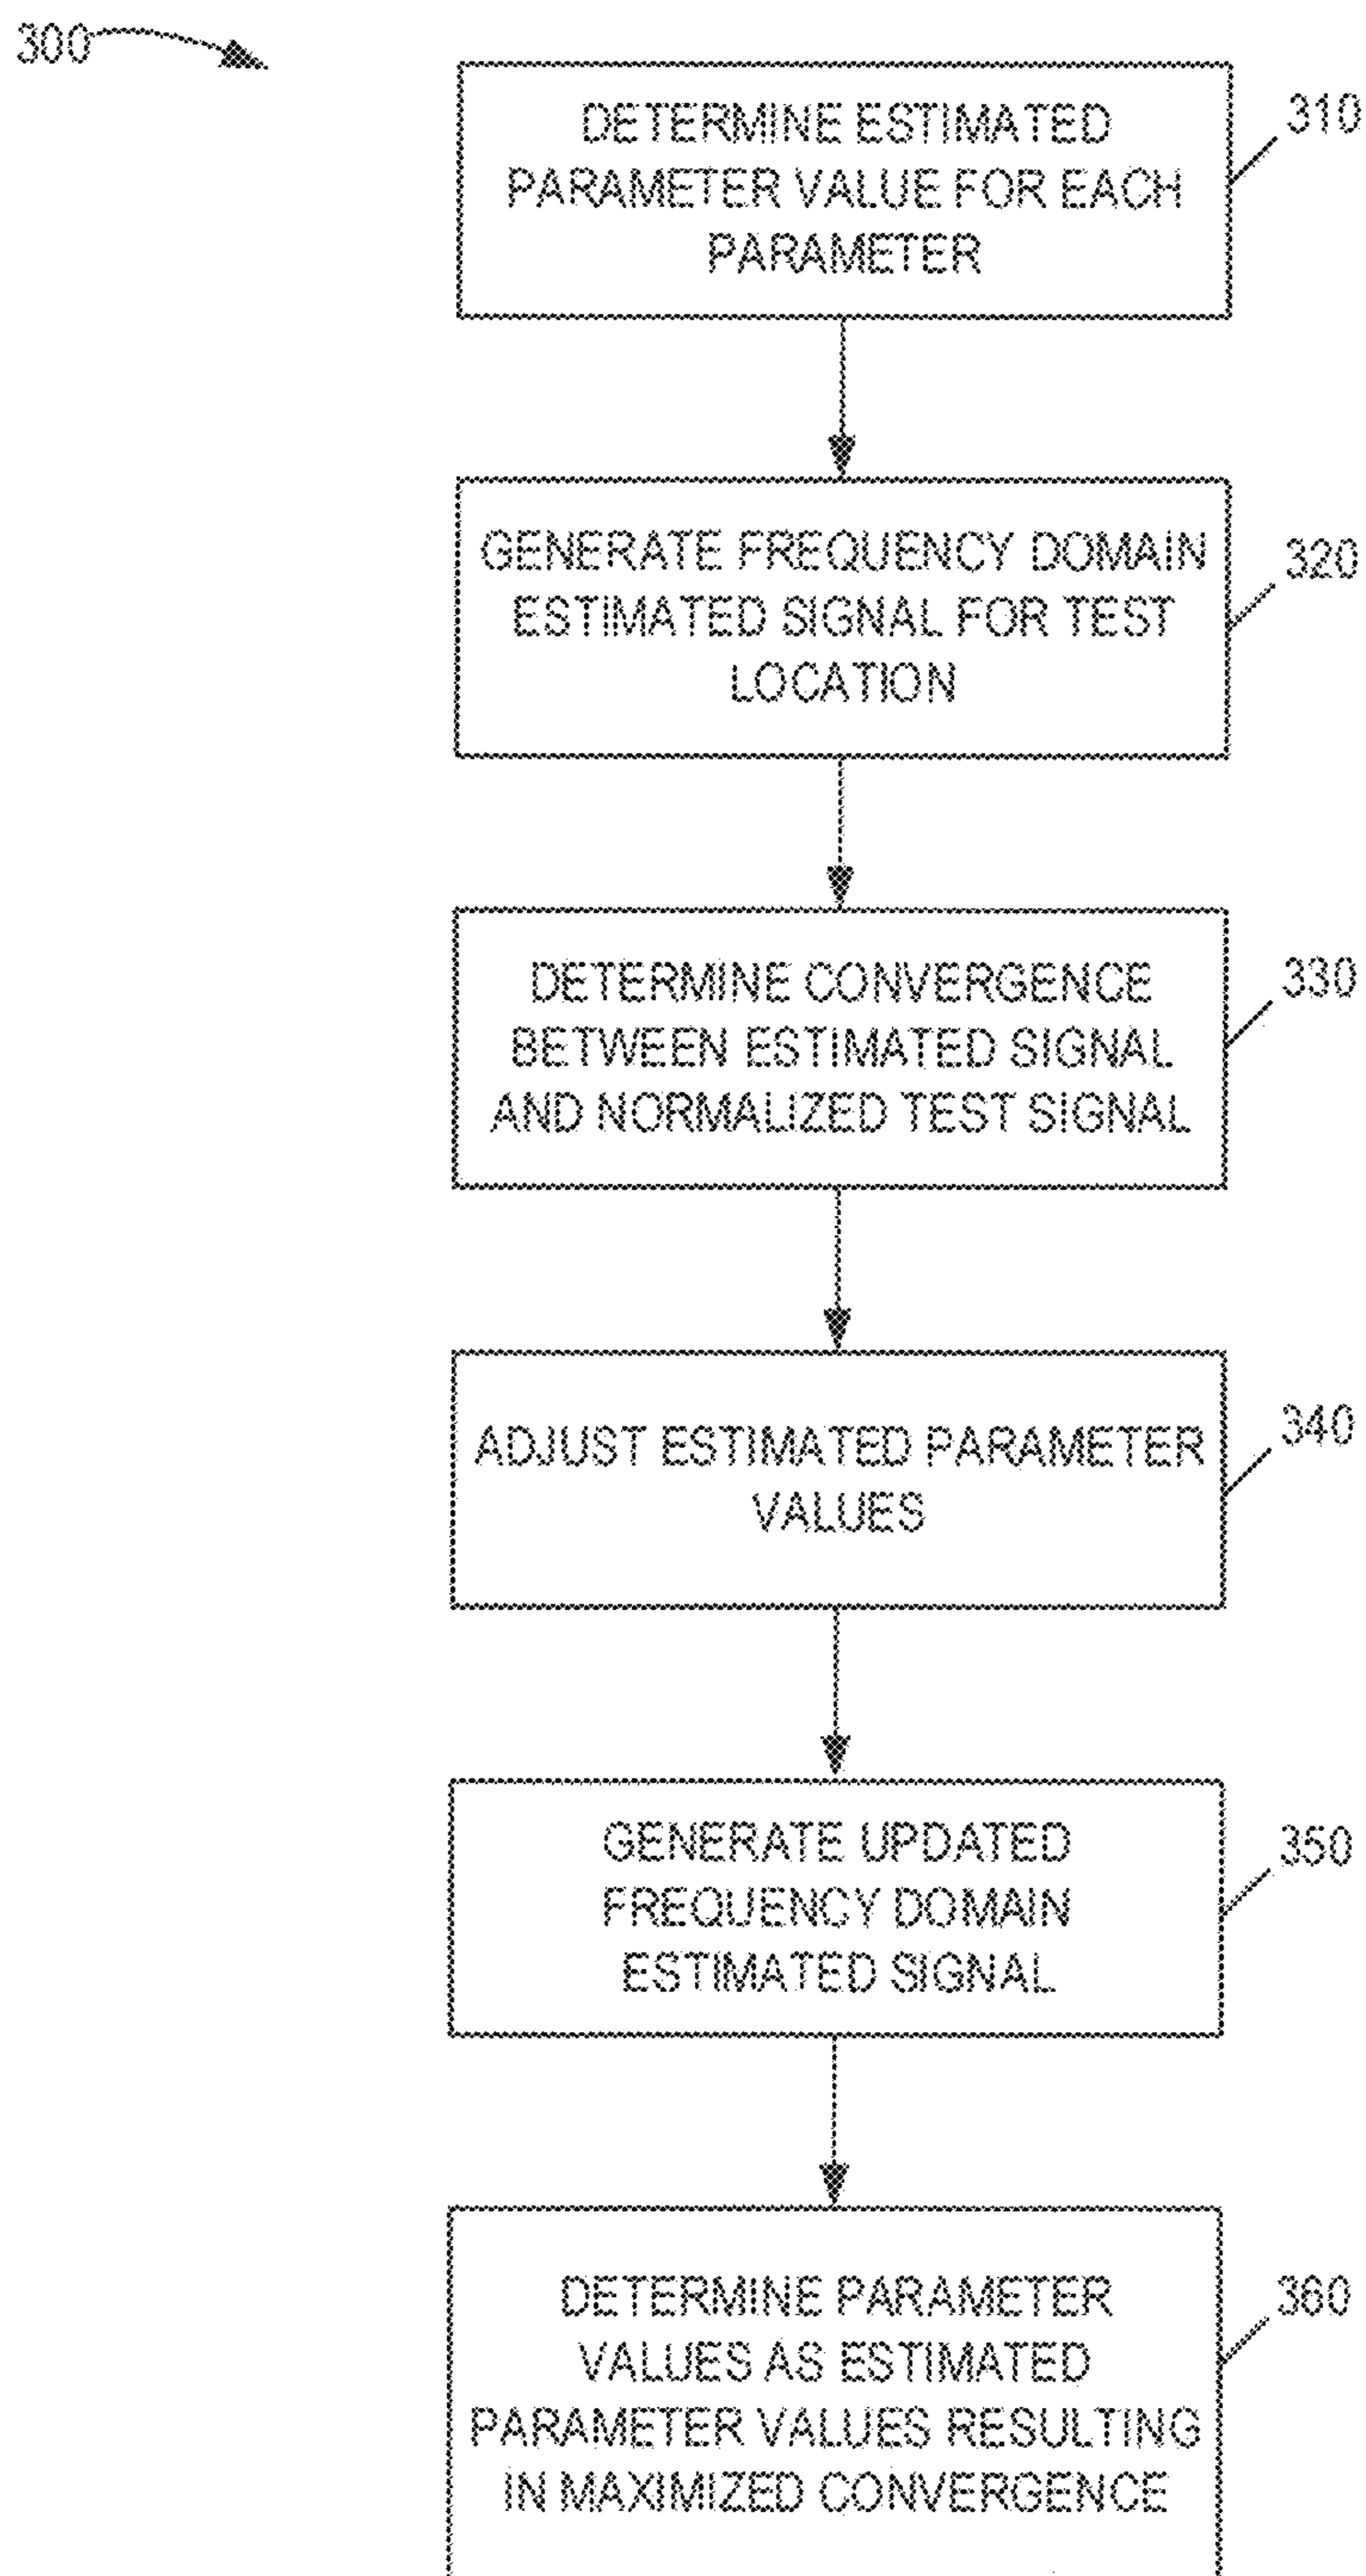 300
DETERMINE ESTIMATED
PARAMETER VALUE FOR EACH
PARAMETER
310
GENERATE FREQUENCY DOMAIN
ESTIMATED SIGNAL FOR TEST
LOCATION
320
DETERMINE CONVERGENCE
BETWEEN ESTIMATED SIGNAL
AND NORMALIZED TEST SIGNAL
330
ADJUST ESTIMATED PARAMETER
VALUES
340
GENERATE UPDATED
FREQUENCY DOMAIN
ESTIMATED SIGNAL
350
DETERMINE PARAMETER
VALUES AS ESTIMATED
PARAMETER VALUES RESULTING
IN MAXIMIZED CONVERGENCE
360